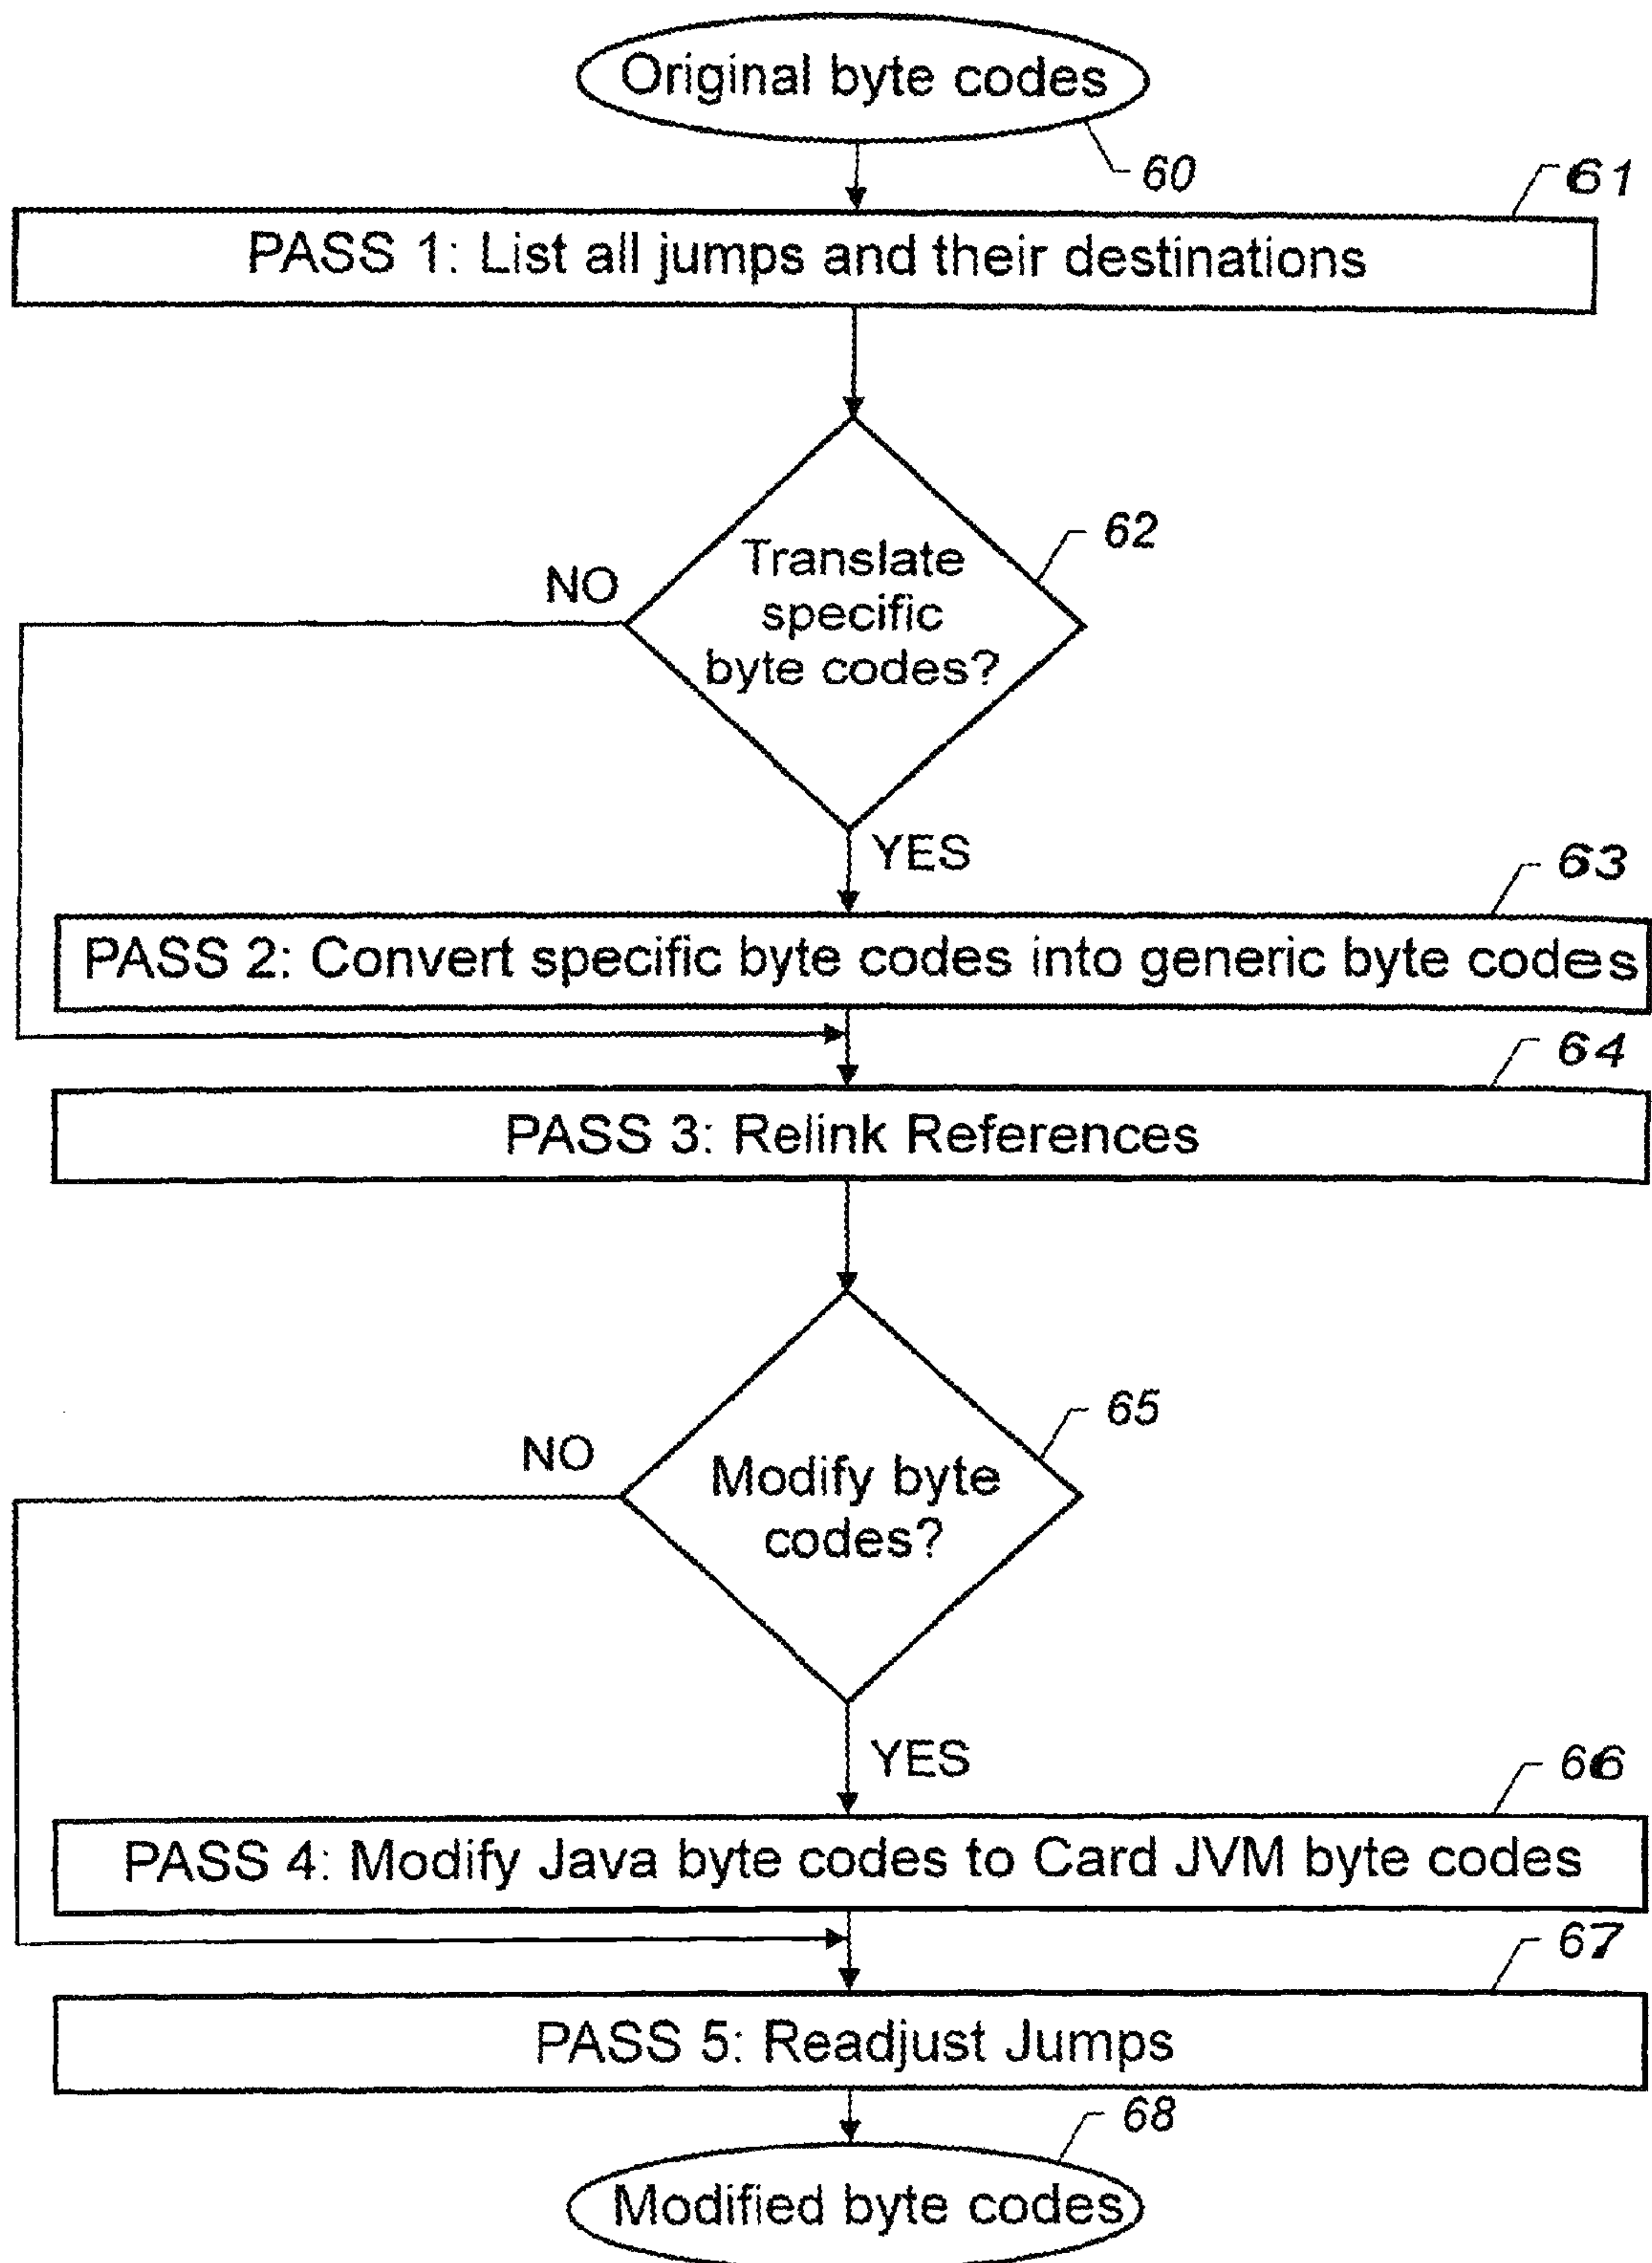 Original byte codes
60
61
PASS 1: List all jumps and their destinations
62
Translate
specific
byte codes?
NO
YES
63
PASS 2: Convert specific byte codes into generic byte codes
64
PASS 3: Relink References
65
Modify byte
codes?
NO
YES
66
PASS 4: Modify Java byte codes to Card JVM byte codes
67
PASS 5: Readjust Jumps
68
Modified byte codes